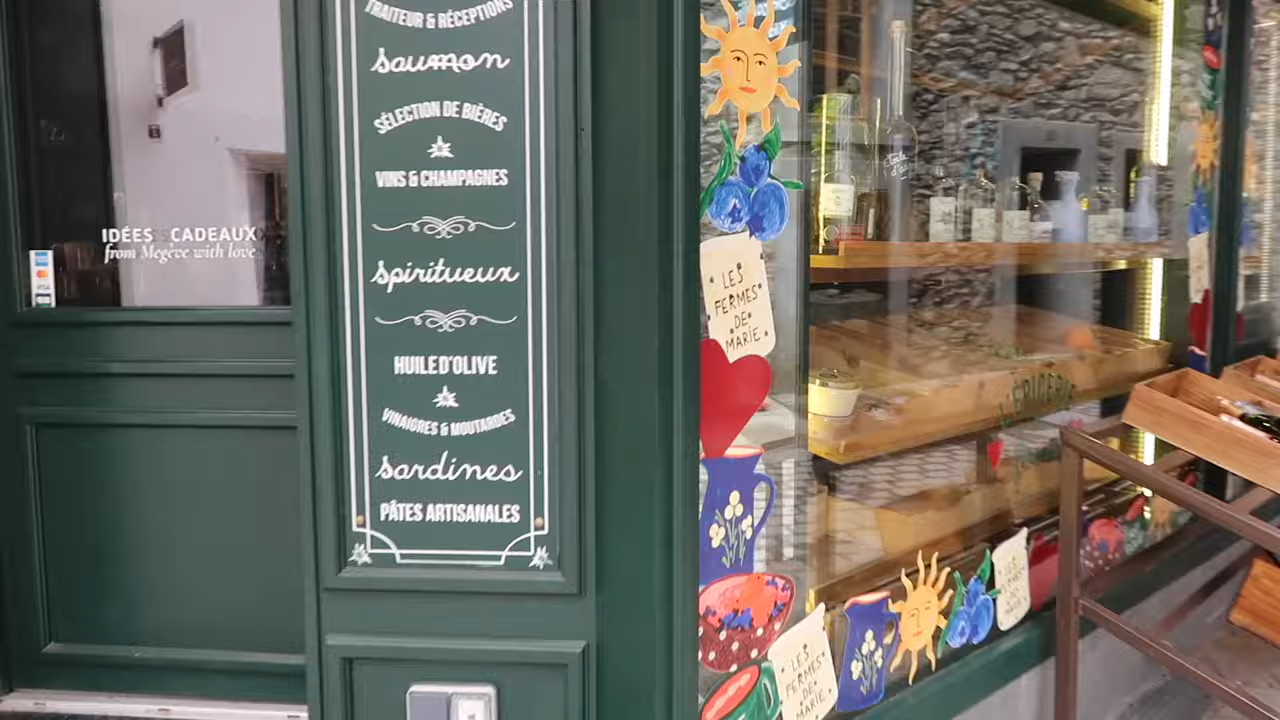 TRAITEUR & RÉCEPTIONS
saumon
SÉLECTION DE BIÈRES
VINS & CHAMPAGNES
spiritueux
HUILE D'OLIVE
VINAIGRES & MOUTARDES
sardines
PÂTES ARTISANALES
IDÉES CADEAUX
from Megève with love
VISA
LES
FERMES
DE
MARIE
L'ÉPICERIE
LES
FERMES
DE
MARIE
LES
FERMES
DE
MARIE